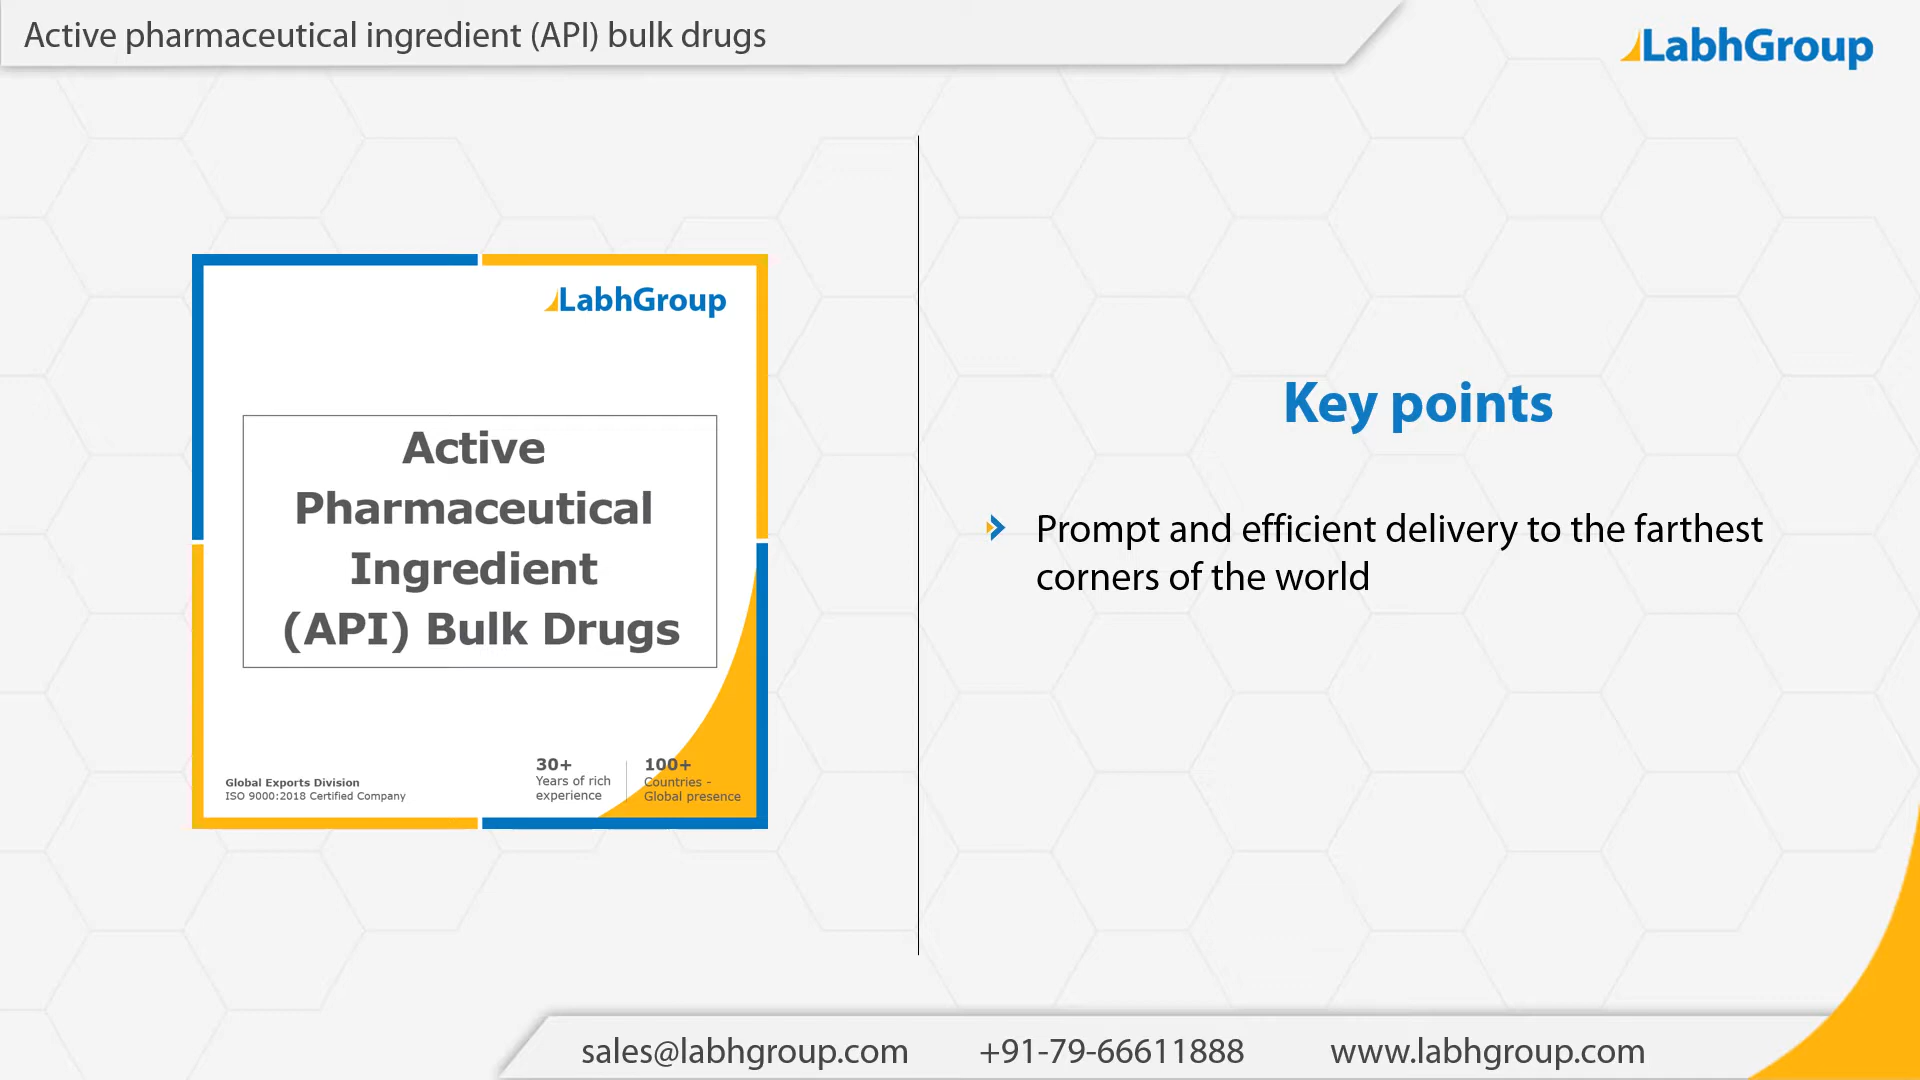 Active pharmaceutical ingredient (API) bulk drugs
LabhGroup
LabhGroup
Active
Pharmaceutical
Ingredient
(API) Bulk Drugs
Global Exports Division
ISO 9000:2018 Certified Company
30+
Years of rich
experience
100+
Countries -
Global presence
Key points
Prompt and efficient delivery to the farthest
corners of the world
sales@labhgroup.com
+91-79-66611888
www.labhgroup.com